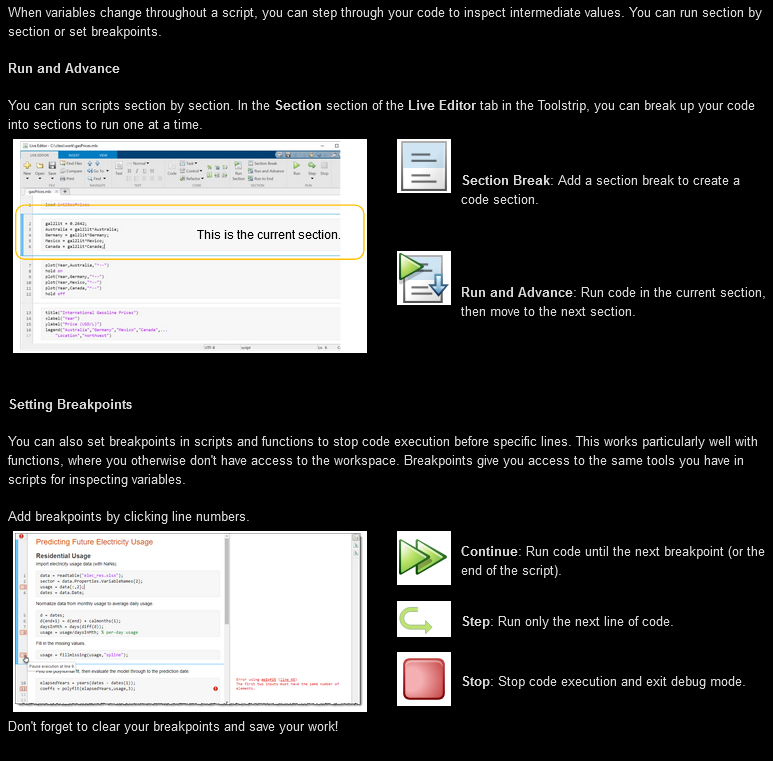 When variables change throughout a script, you can step through your code to inspect intermediate values. You can run section by
section or set breakpoints.
Run and Advance
You can run scripts section by section. In the Section section of the Live Editor tab in the Toolstrip, you can break up your code
into sections to run one at a time.
This is the current section.
galilit = 0.2642;
plot(Year,Australia,"*--")
hold on
plot(Year,Germany,"*--")
plot(Year,Mexico,"*--")
plot(Year,Canada,"*--")
hold off
title("International Gasoline Prices")
xlabel("Year")
ylabel("Price (USD/L)")
legend("Australia","Germany","Mexico","Canada",...
"Location","northwest")
Section Break: Add a section break to create a
code section.
Run and Advance: Run code in the current section,
then move to the next section.
Setting Breakpoints
You can also set breakpoints in scripts and functions to stop code execution before specific lines. This works particularly well with
functions, where you otherwise don't have access to the workspace. Breakpoints give you access to the same tools you have in
scripts for inspecting variables.
Add breakpoints by clicking line numbers.
Predicting Future Electricity Usage
Residential Usage
Import electricity usage data (with NaNs).
data = readtable("elec_res.xlsx");
sector = data.Properties.VariableNames{2};
usage = data{:,2};
dates = data.Date;
Normalize data from monthly usage to average daily usage.
d = dates;
d(end+1) = d(end) + calmonths(1);
daysInMth = days(diff(d));
usage = usage/daysInMth; % per-day usage
Fill in the missing values.
usage = fillmissing(usage,"spline");
Pause execution at line 9
fit, then evaluate the model through to the prediction date.
elapsedYears = years(dates - dates(1));
coeffs = polyfit(elapsedYears,usage,3);
Error using polyfit (line 48)
The first two inputs must have the same number of
elements.
Continue: Run code until the next breakpoint (or the
end of the script).
Step: Run only the next line of code.
Stop: Stop code execution and exit debug mode.
Don't forget to clear your breakpoints and save your work!